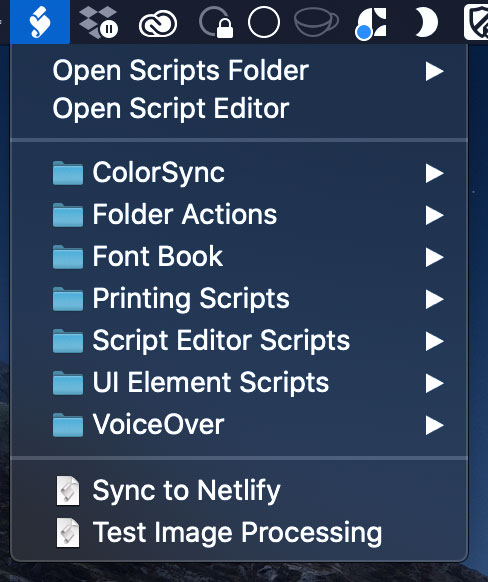 Open Scripts Folder
Open Script Editor
ColorSync
Folder Actions
Font Book
Printing Scripts
Script Editor Scripts
UI Element Scripts
VoiceOver
Sync to Netlify
Test Image Processing